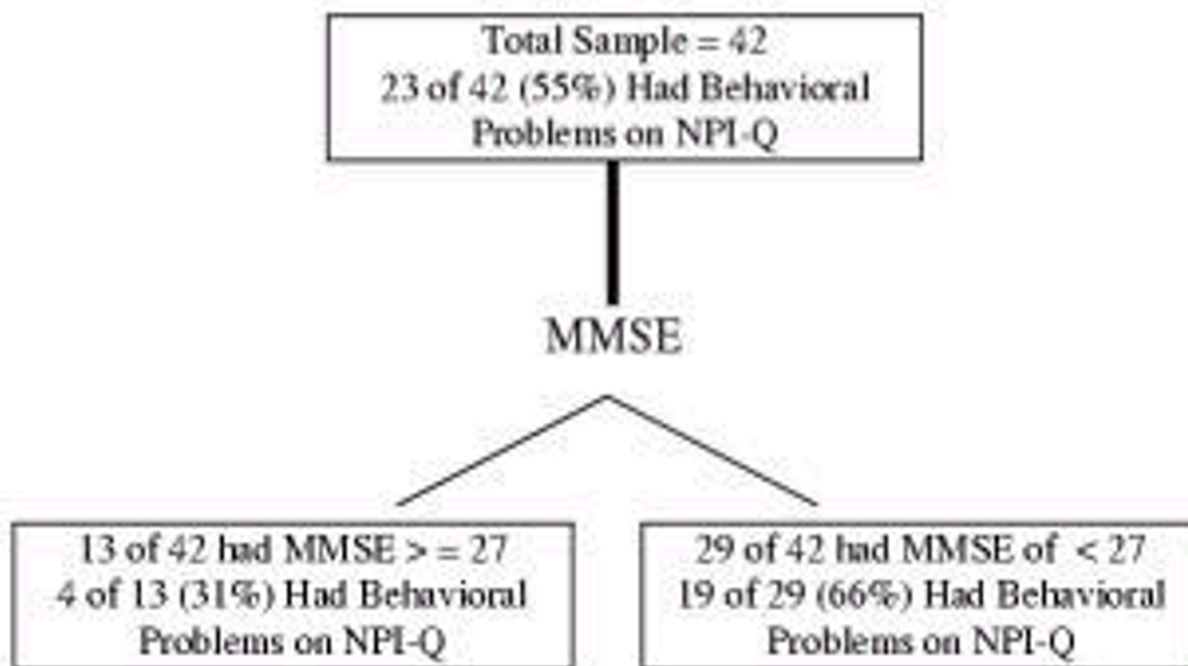 Total Sample = 42
23 of 42 (55%) Had Behavioral
Problems on NPI-Q
MMSE
13 of 42 had MMSE > = 27
4 of 13 (31%) Had Behavioral
Problems on NPI-Q
29 of 42 had MMSE of < 27
19 of 29 (66%) Had Behavioral
Problems on NPI-Q